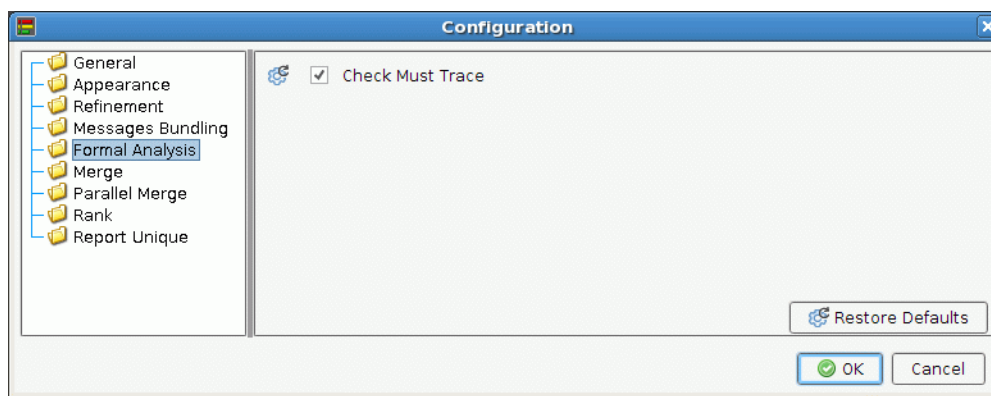 Configuration
General
Appearance
Refinement
Messages Bundling
Formal Analysis
Merge
Parallel Merge
Rank
Report Unique
Check Must Trace
Restore Defaults
OK
Cancel